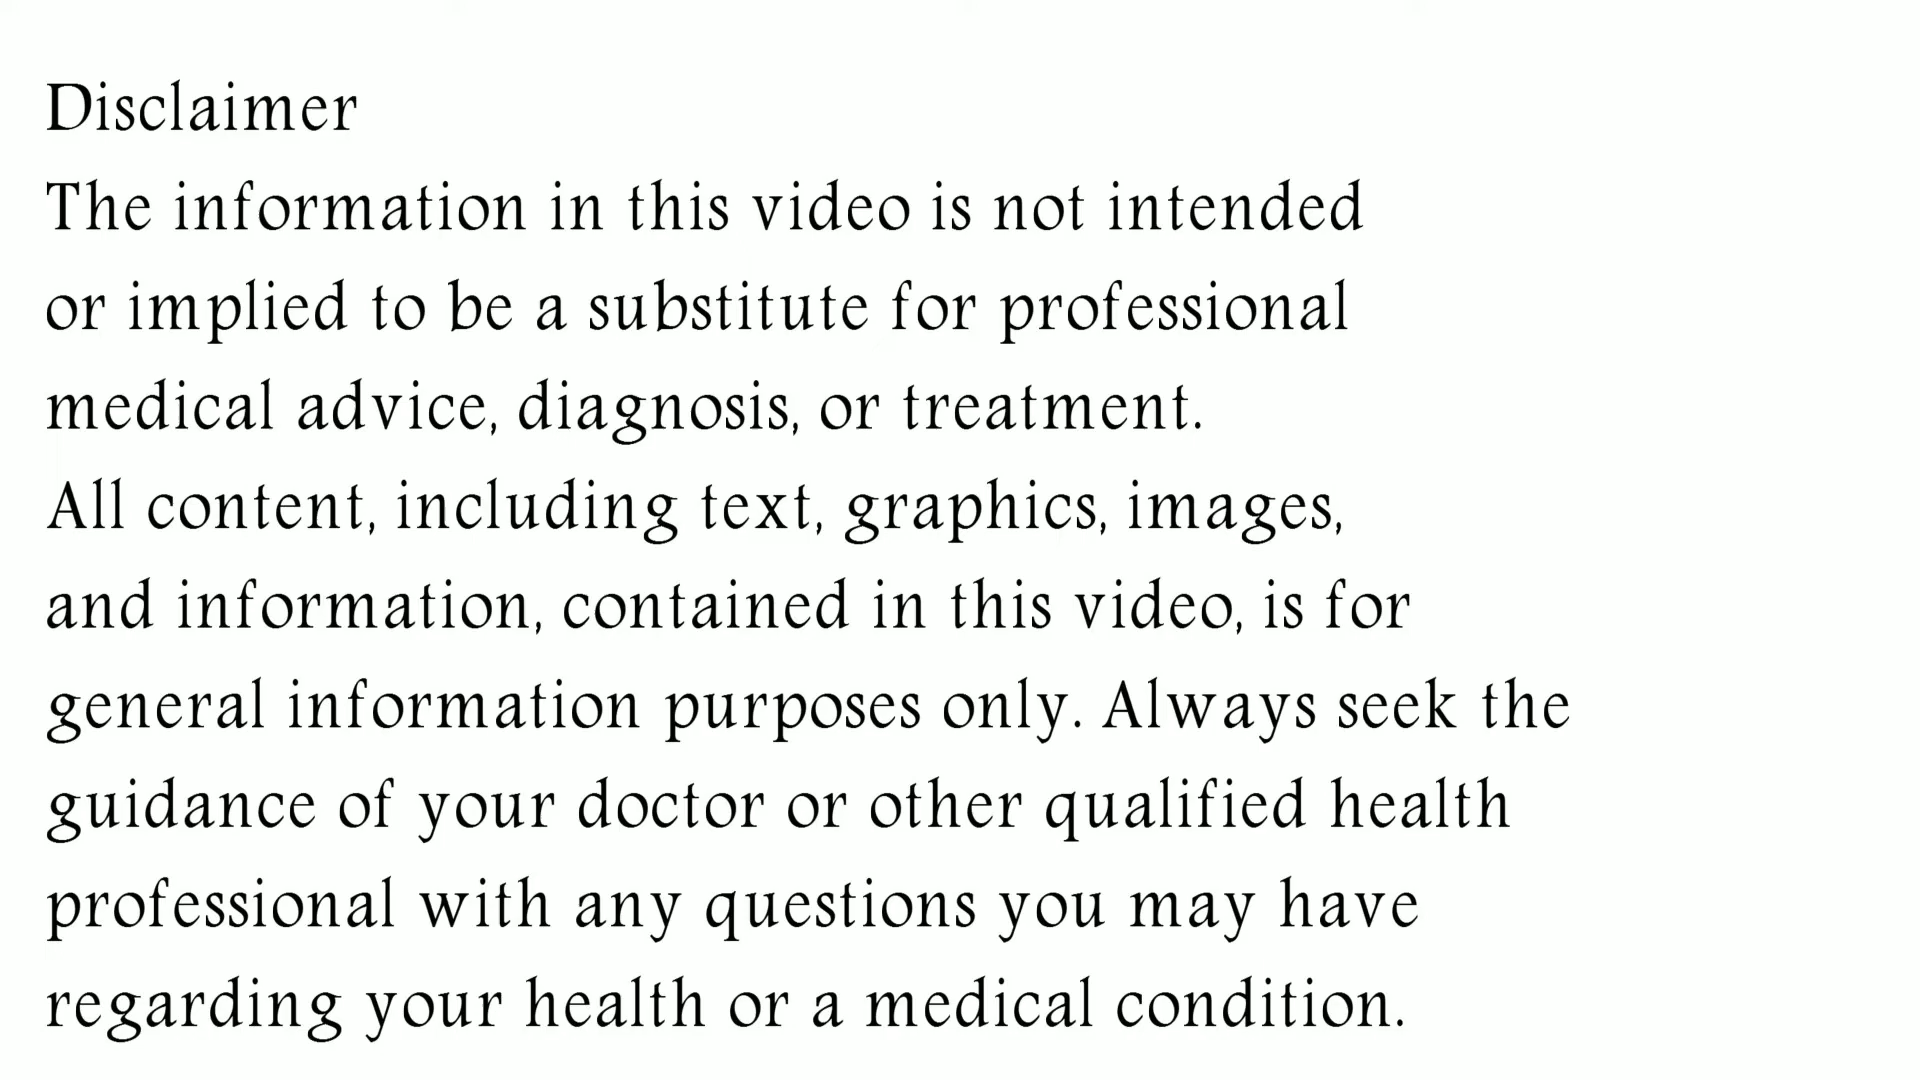 Disclaimer
The information in this video is not intended
or implied to be a substitute for professional
medical advice, diagnosis, or treatment.
All content, including text, graphics, images,
and information, contained in this video, is for
general information purposes only. Always seek the
guidance of your doctor or other qualified health
professional with any questions you may have
regarding your health or a medical condition.